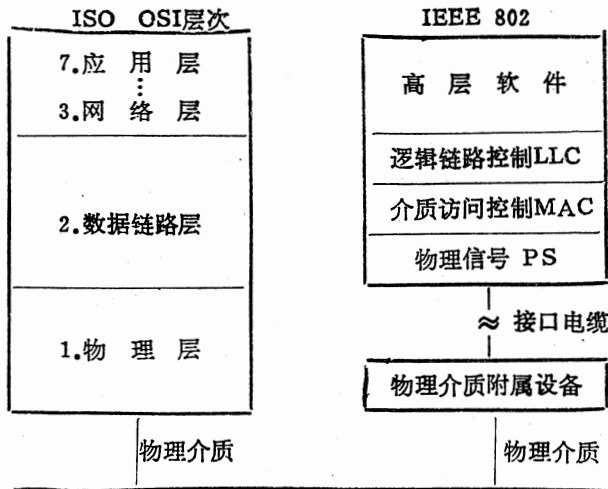 ISO OSI层次
7.应用层
⋮
3.网络层
2.数据链路层
1.物理层
物理介质
IEEE 802
高层软件
逻辑链路控制LLC
介质访问控制MAC
物理信号 PS
≈ 接口电缆
物理介质附属设备
物理介质